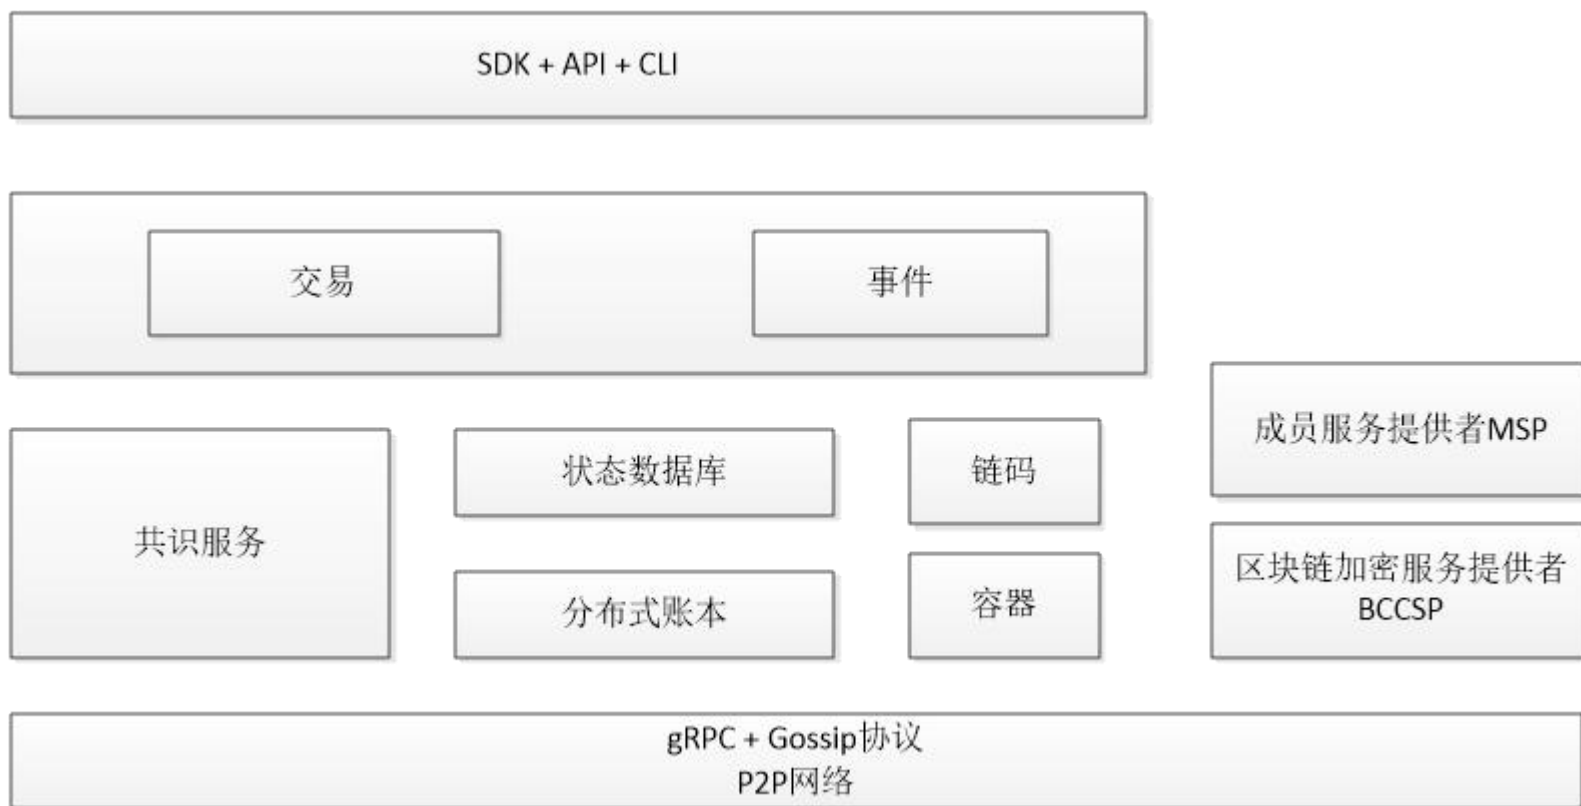 SDK + API + CLI
交易
事件
成员服务提供者MSP
状态数据库
链码
共识服务
区块链加密服务提供者
BCCSP
分布式账本
容器
gRPC + Gossip协议
P2P网络